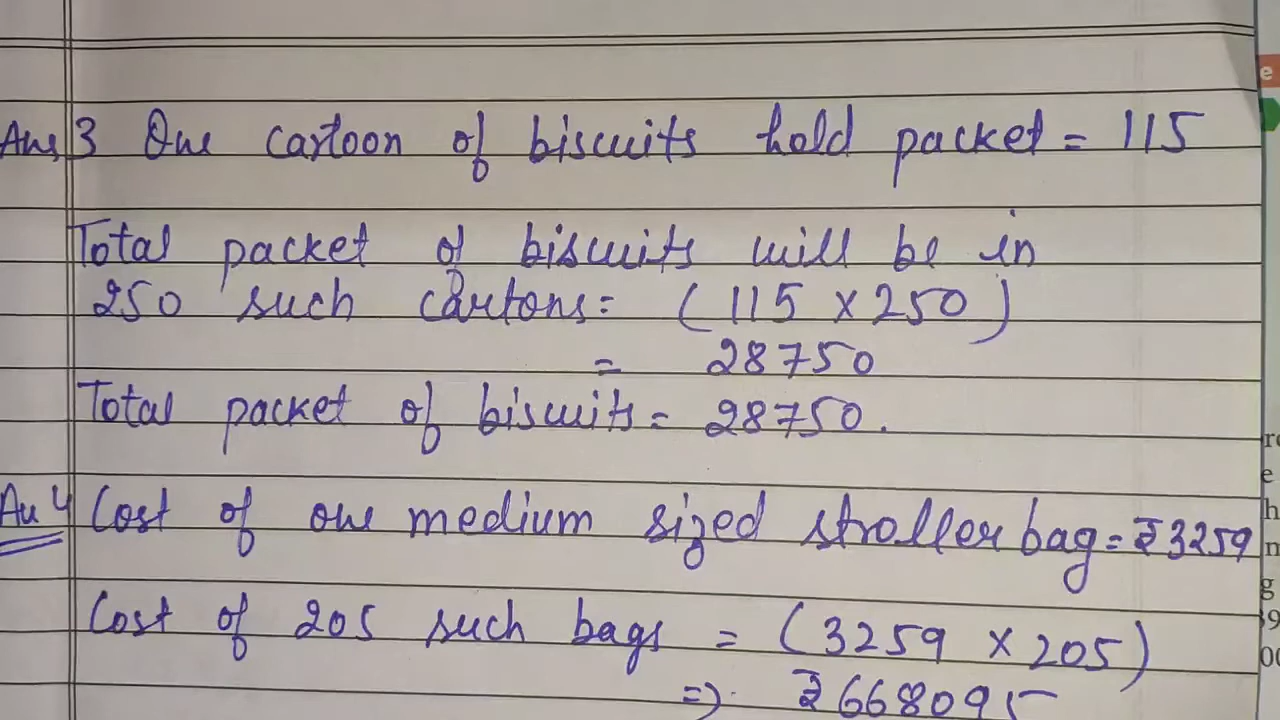 Ans 3 One cartoon of biscuits hold packet = 115
Total packet of biscuits will be in
250 such cartons = (115 × 250)
= 28750
Total packet of biscuits = 28750.
An 4 Cost of one medium sized stroller bag = ₹3259
Cost of 205 such bags = (3259 × 205)
=> ₹668095